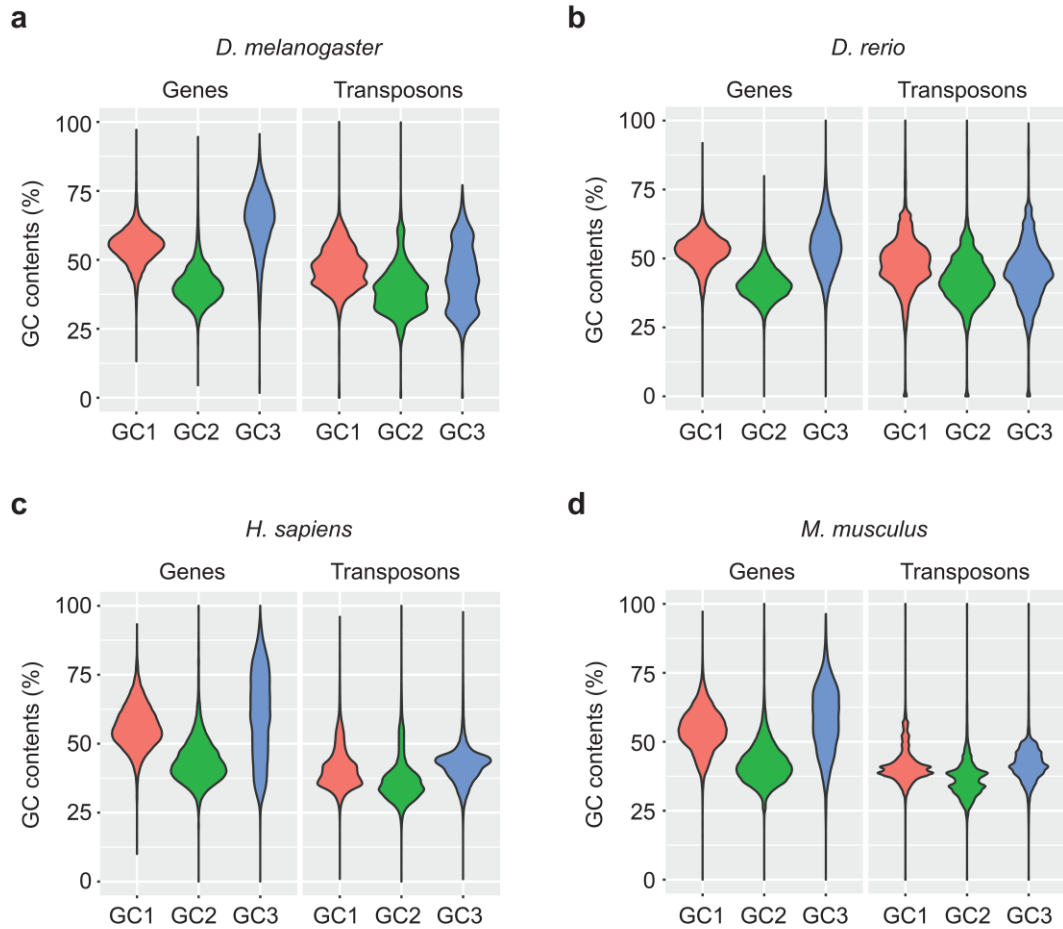 a
D. melanogaster
Genes Transposons
GC contents (%)
100
75
50
25
0
GC1 GC2 GC3 GC1 GC2 GC3
b
D. rerio
Genes Transposons
GC contents (%)
100
75
50
25
0
GC1 GC2 GC3 GC1 GC2 GC3
c
H. sapiens
Genes Transposons
GC contents (%)
100
75
50
25
0
GC1 GC2 GC3 GC1 GC2 GC3
d
M. musculus
Genes Transposons
GC contents (%)
100
75
50
25
0
GC1 GC2 GC3 GC1 GC2 GC3